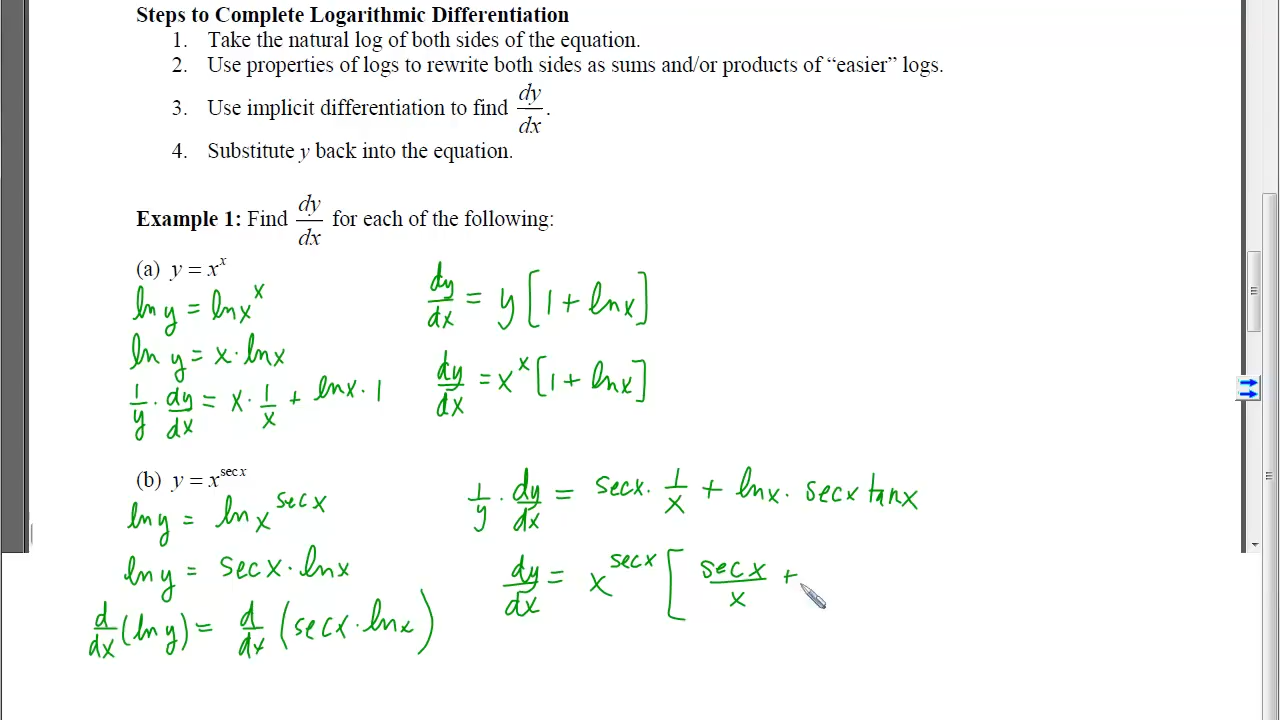 Steps to Complete Logarithmic Differentiation
1. Take the natural log of both sides of the equation.
2. Use properties of logs to rewrite both sides as sums and/or products of “easier” logs.
3. Use implicit differentiation to find dy/dx.
4. Substitute y back into the equation.
Example 1: Find dy/dx for each of the following:
(a) y = x^x
ln y = ln x^x
ln y = x · ln x
1/y · dy/dx = x · 1/x + ln x · 1
dy/dx = y [1 + ln x]
dy/dx = x^x [1 + ln x]
(b) y = x^sec x
ln y = ln x^sec x
ln y = sec x · ln x
d/dx (ln y) = d/dx (sec x · ln x)
1/y · dy/dx = sec x · 1/x + ln x · sec x tan x
dy/dx = x^sec x [ sec x/x +